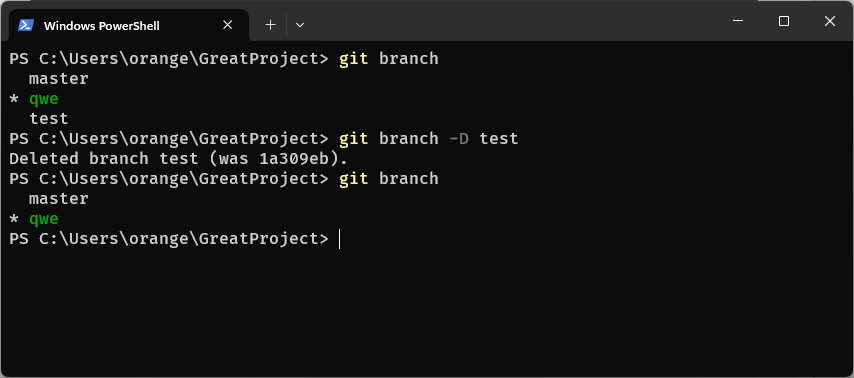 Windows PowerShell
PS C:\Users\orange\GreatProject> git branch
  master
* qwe
  test
PS C:\Users\orange\GreatProject> git branch -D test
Deleted branch test (was 1a309eb).
PS C:\Users\orange\GreatProject> git branch
  master
* qwe
PS C:\Users\orange\GreatProject>